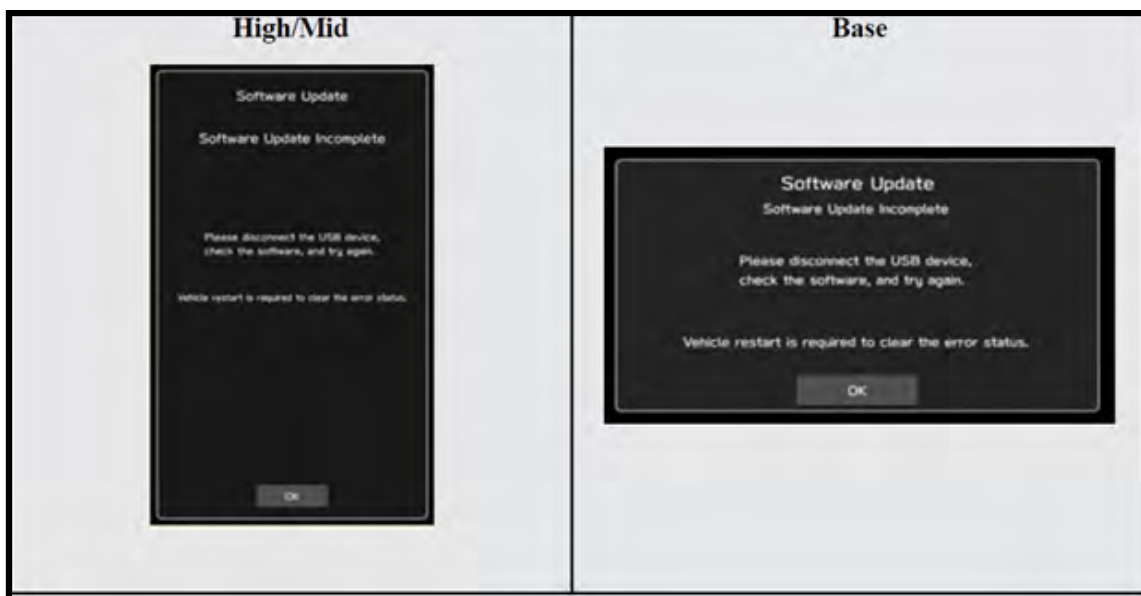 High/Mid
Software Update
Software Update Incomplete
Please disconnect the USB device,
check the software, and try again.
Vehicle restart is required to clear the error status.
OK
Base
Software Update
Software Update Incomplete
Please disconnect the USB device,
check the software, and try again.
Vehicle restart is required to clear the error status.
OK